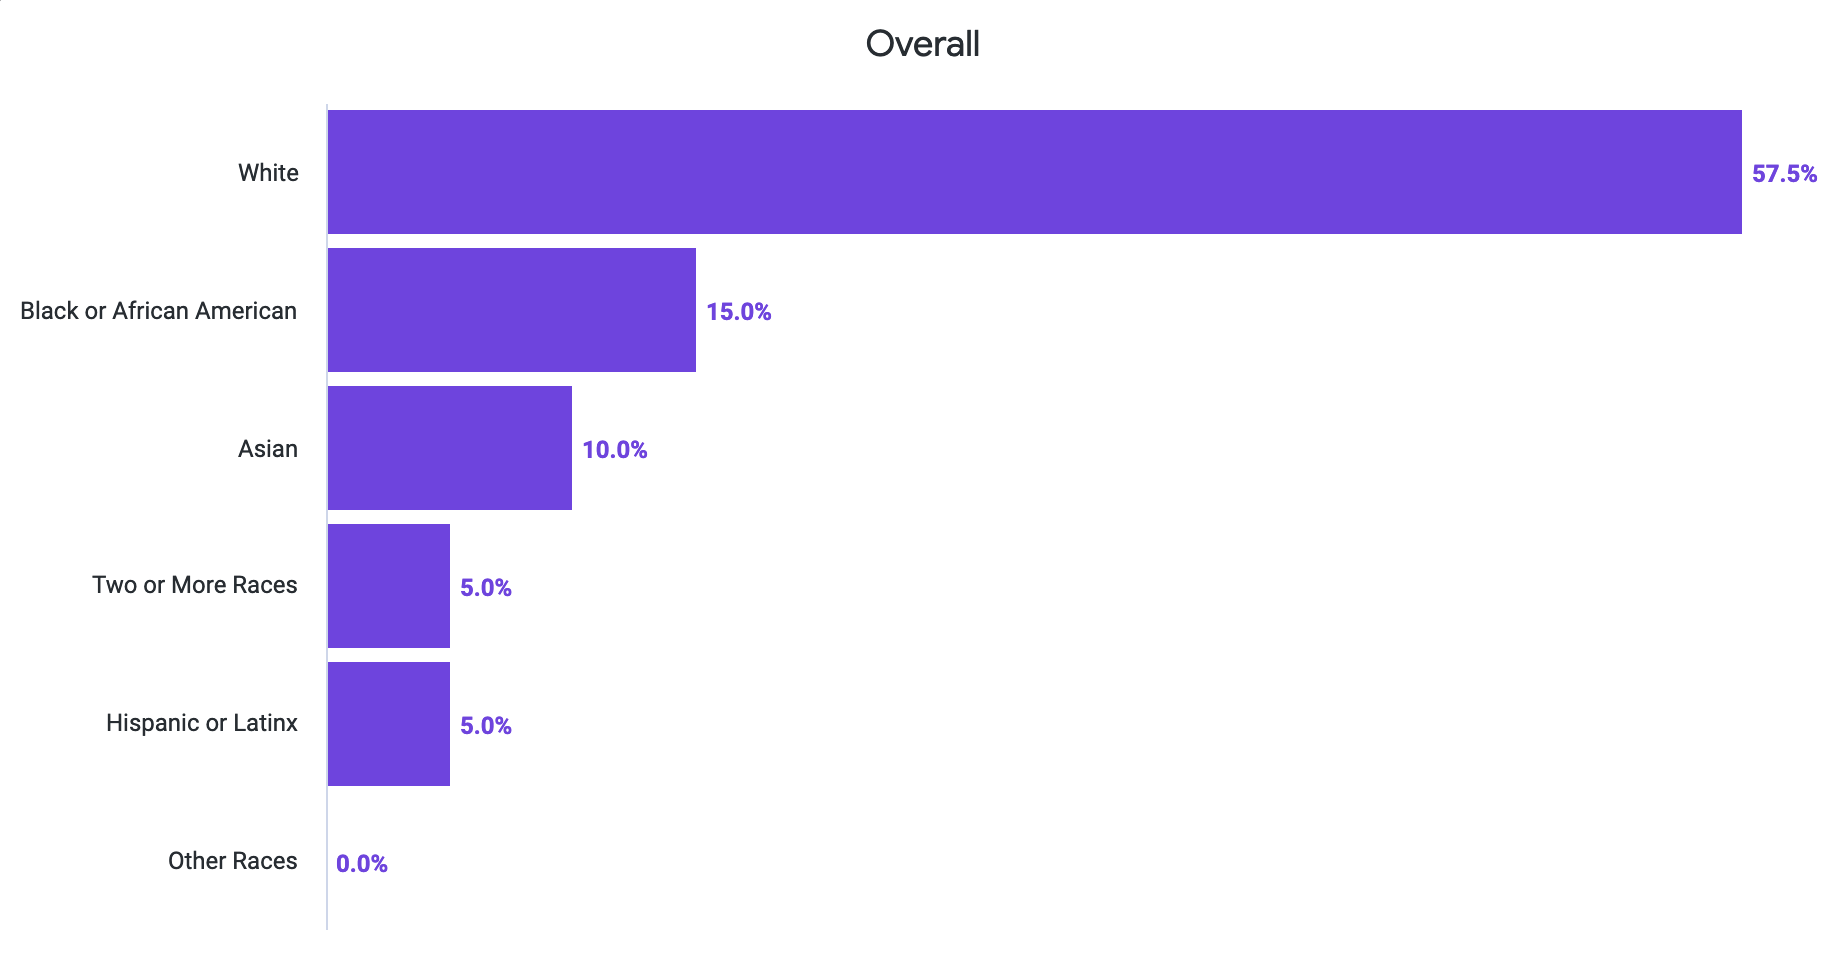 Overall
White 57.5%
Black or African American 15.0%
Asian 10.0%
Two or More Races 5.0%
Hispanic or Latinx 5.0%
Other Races 0.0%